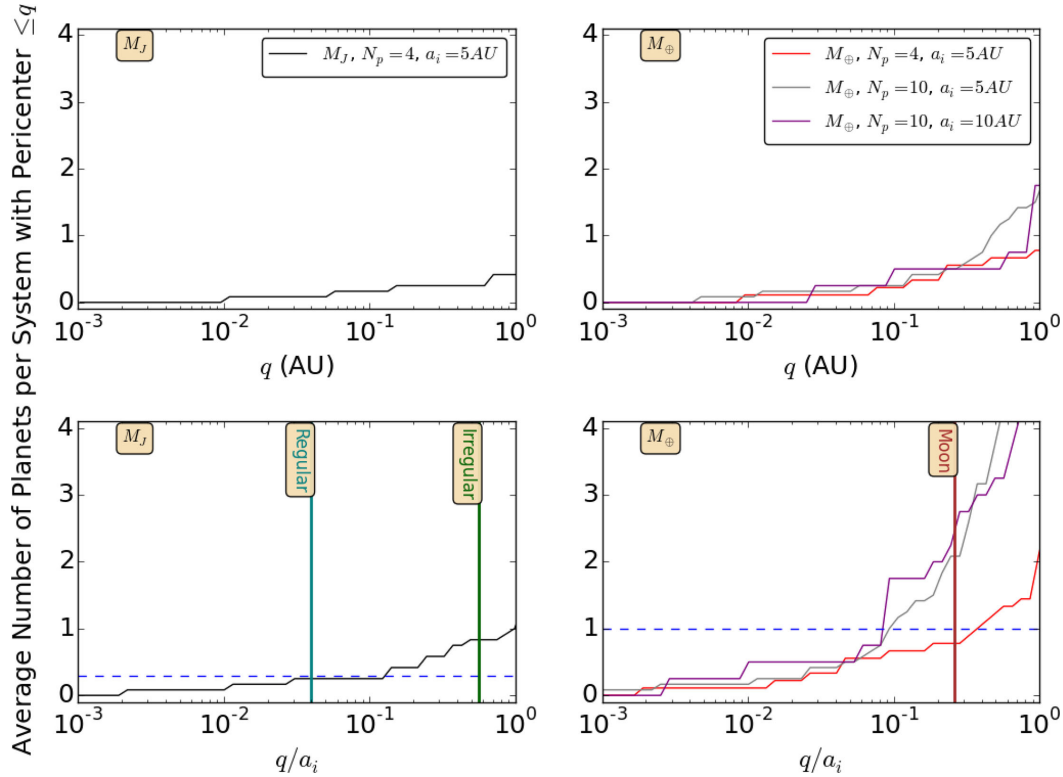 Average Number of Planets per System with Pericenter ≤q
M_J
M_J, N_p=4, a_i=5AU
4
3
2
1
0
10^-3 10^-2 10^-1 10^0
q (AU)
M_⊕
M_⊕, N_p=4, a_i=5AU
M_⊕, N_p=10, a_i=5AU
M_⊕, N_p=10, a_i=10AU
4
3
2
1
0
10^-3 10^-2 10^-1 10^0
q (AU)
M_J
Regular
Irregular
4
3
2
1
0
10^-3 10^-2 10^-1 10^0
q/a_i
M_⊕
Moon
4
3
2
1
0
10^-3 10^-2 10^-1 10^0
q/a_i